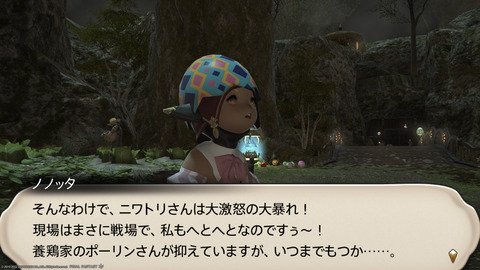 ノノッタ
そんなわけで、ニワトリさんは大激怒の大暴れ！
現場はまさに戦場で、私もへとへとなのですぅ～！
養鶏家のポーリンさんが抑えていますが、いつまでもつか……。
FINAL FANTASY XIV